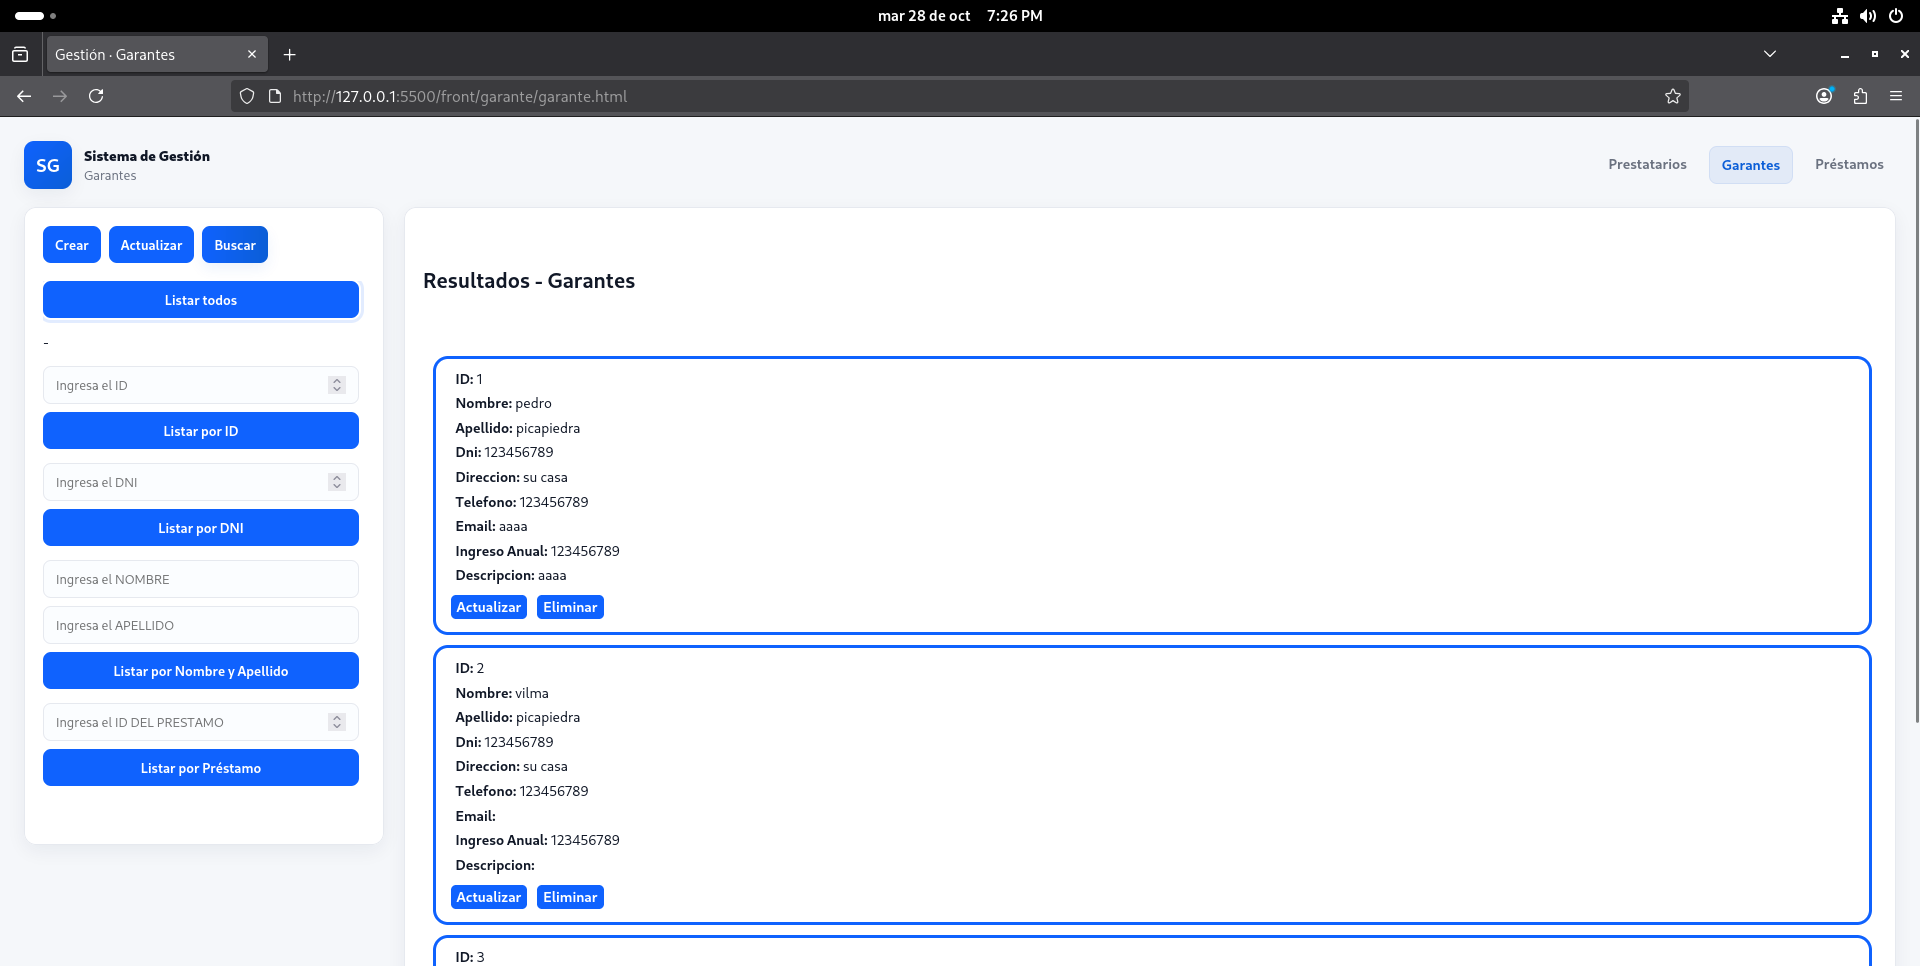 mar 28 de oct 7:26 PM
Gestión · Garantes
http://127.0.0.1:5500/front/garante/garante.html
SG
Sistema de Gestión
Garantes
Prestatarios
Garantes
Préstamos
Crear
Actualizar
Buscar
Listar todos
-
Ingresa el ID
Listar por ID
Ingresa el DNI
Listar por DNI
Ingresa el NOMBRE
Ingresa el APELLIDO
Listar por Nombre y Apellido
Ingresa el ID DEL PRESTAMO
Listar por Préstamo
Resultados - Garantes
ID: 1
Nombre: pedro
Apellido: picapiedra
Dni: 123456789
Direccion: su casa
Telefono: 123456789
Email: aaaa
Ingreso Anual: 123456789
Descripcion: aaaa
Actualizar
Eliminar
ID: 2
Nombre: vilma
Apellido: picapiedra
Dni: 123456789
Direccion: su casa
Telefono: 123456789
Email:
Ingreso Anual: 123456789
Descripcion:
Actualizar
Eliminar
ID: 3